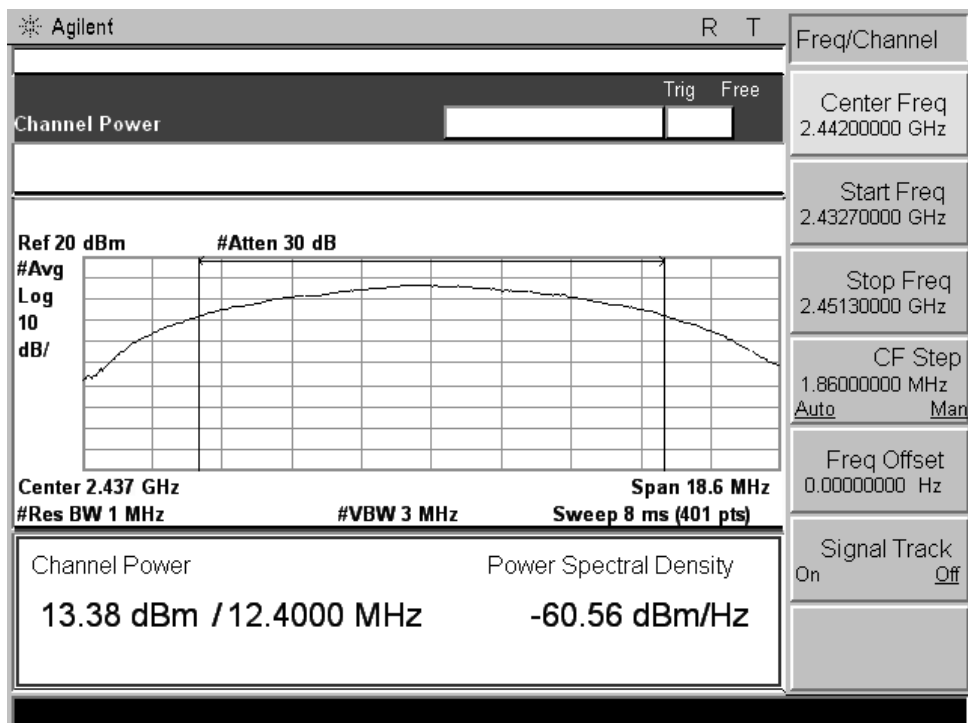 Agilent R T
Trig Free
Channel Power
Ref 20 dBm #Atten 30 dB
#Avg
Log
10
dB/
Center 2.437 GHz Span 18.6 MHz
#Res BW 1 MHz #VBW 3 MHz Sweep 8 ms (401 pts)
Channel Power Power Spectral Density
13.38 dBm / 12.4000 MHz -60.56 dBm/Hz
Freq/Channel
Center Freq
2.44200000 GHz
Start Freq
2.43270000 GHz
Stop Freq
2.45130000 GHz
CF Step
1.86000000 MHz
Auto Man
Freq Offset
0.00000000 Hz
Signal Track
On Off